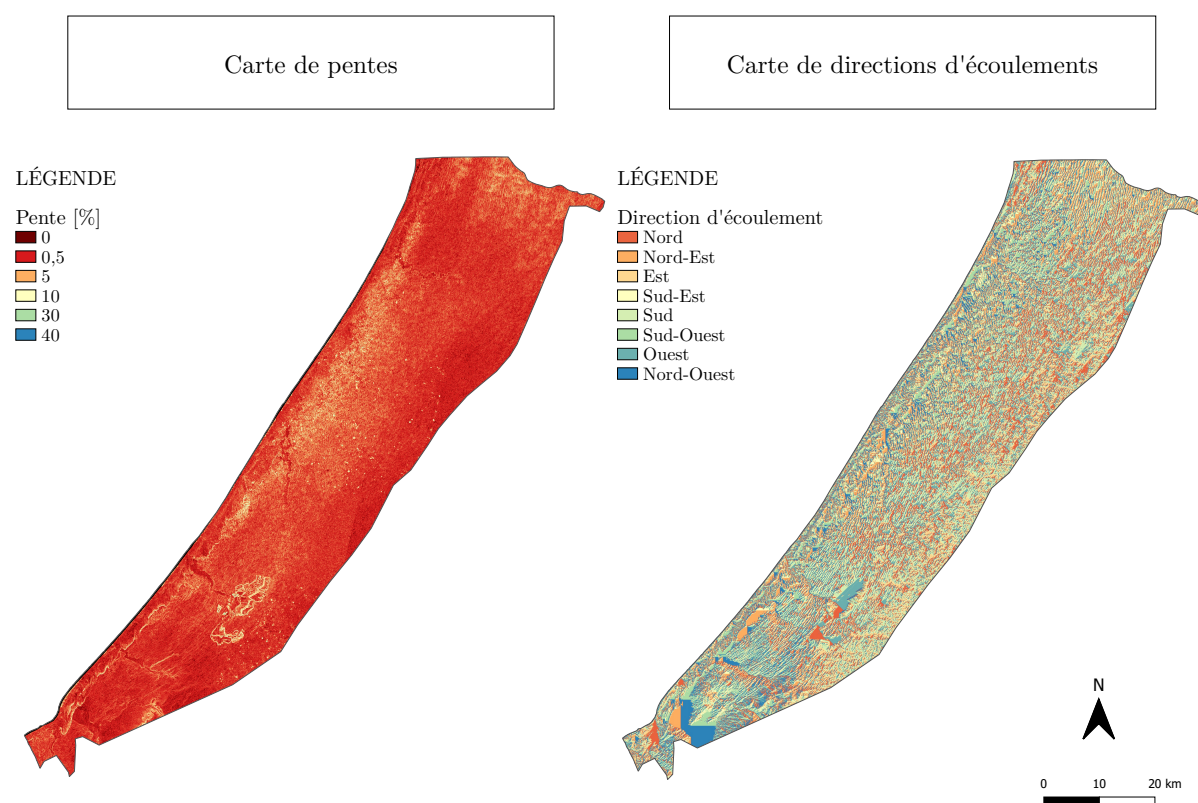 Carte de pentes
LÉGENDE
Pente [%]
0
0,5
5
10
30
40
Carte de directions d'écoulements
LÉGENDE
Direction d'écoulement
Nord
Nord-Est
Est
Sud-Est
Sud
Sud-Ouest
Ouest
Nord-Ouest
N
0 10 20 km